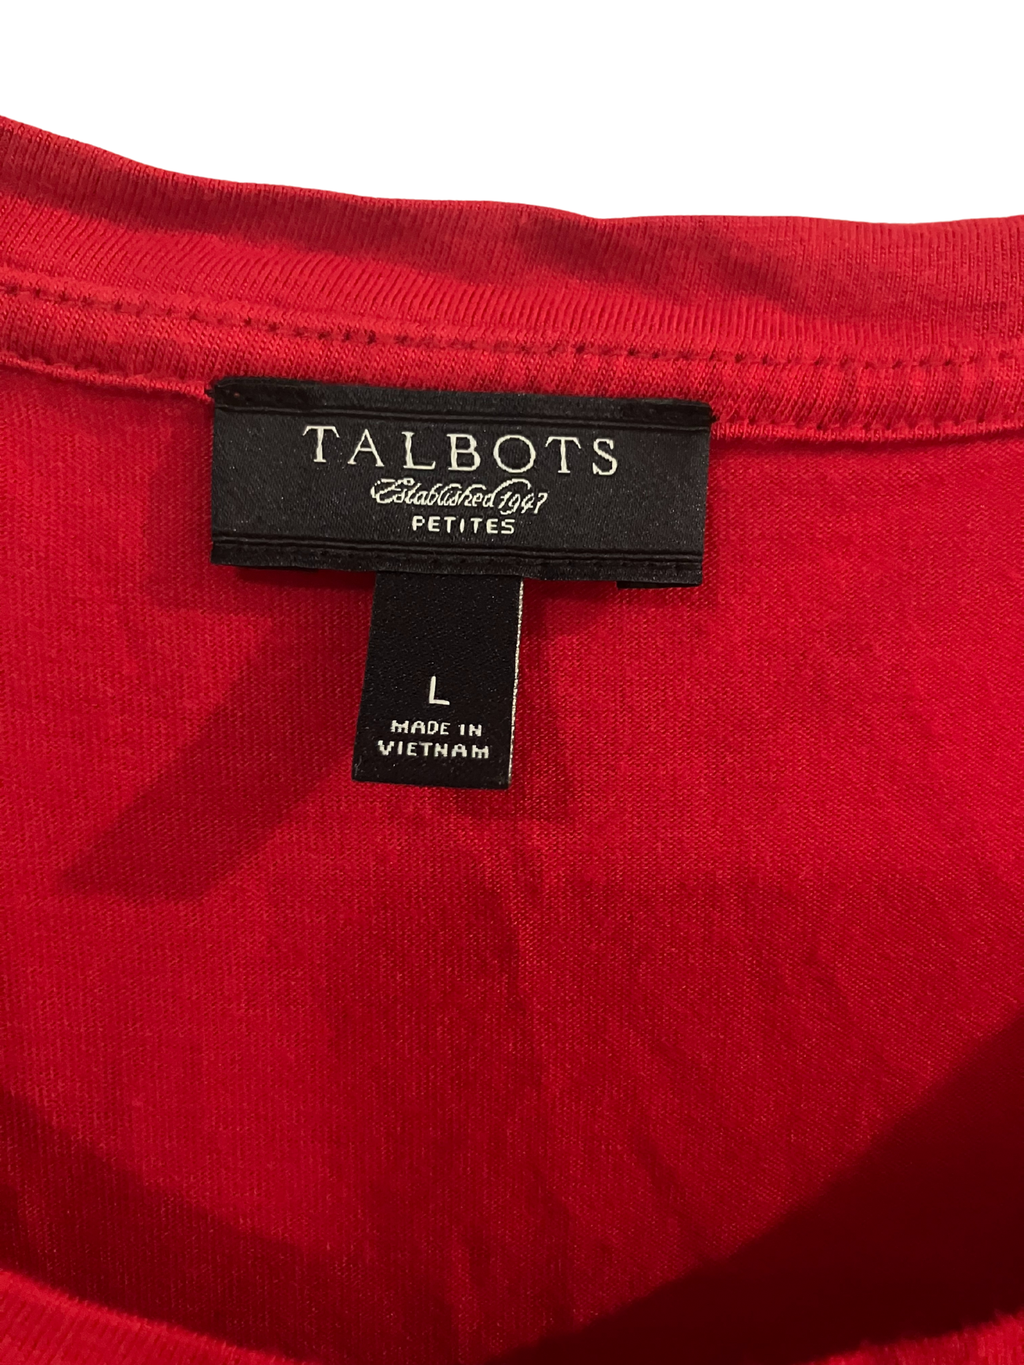 TALBOTS
Established 1947
PETITES
L
MADE IN
VIETNAM